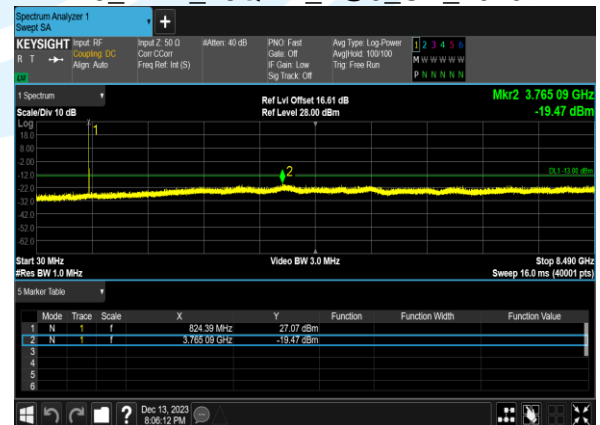 Spectrum Analyzer 1
Swept SA
+
KEYSIGHT Input: RF Input Z: 50 Ω #Atten: 40 dB PNO: Fast Avg Type: Log-Power 1 2 3 4 5 6
R T Coupling: DC Corr CCorr Gate: Off Avg|Hold: 100/100 M W W W W W
Align: Auto Freq Ref: Int (S) IF Gain: Low Trig: Free Run P N N N N N
Sig Track: Off
LXI
1 Spectrum Ref Lvl Offset 16.61 dB Mkr2 3.765 09 GHz
Scale/Div 10 dB Ref Level 28.00 dBm -19.47 dBm
Log
1
18.0
8.00
-2.00
-12.0 2 DL1 -13.00 dBm
-22.0
-32.0
-42.0
-52.0
-62.0
Start 30 MHz Video BW 3.0 MHz Stop 8.490 GHz
#Res BW 1.0 MHz Sweep 16.0 ms (40001 pts)
5 Marker Table
Mode Trace Scale X Y Function Function Width Function Value
1 N 1 f 824.39 MHz 27.07 dBm
2 N 1 f 3.765 09 GHz -19.47 dBm
3
4
5
6
? Dec 13, 2023
8:06:12 PM